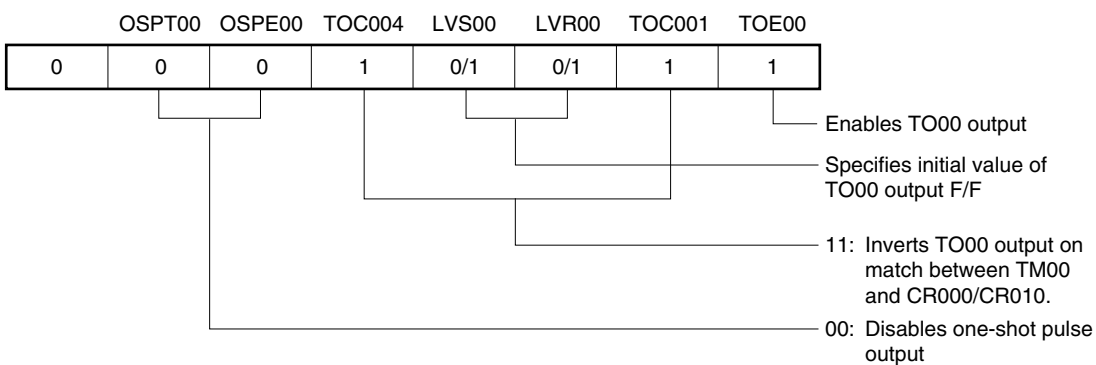 OSPT00 OSPE00 TOC004 LVS00 LVR00 TOC001 TOE00
0 0 0 1 0/1 0/1 1 1
Enables TO00 output
Specifies initial value of
TO00 output F/F
11: Inverts TO00 output on
match between TM00
and CR000/CR010.
00: Disables one-shot pulse
output